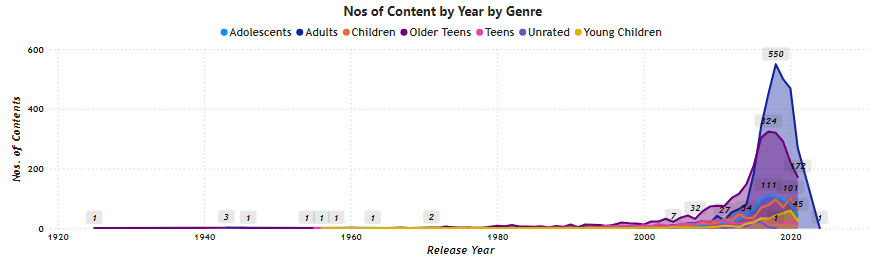 Nos of Content by Year by Genre
Adolescents Adults Children Older Teens Teens Unrated Young Children
600
400
200
0
Nos. of Contents
550
324
172
111 101
1 3 1 1 1 1 1 2 7 32 27 54 1 45 1
1920 1940 1960 1980 2000 2020
Release Year